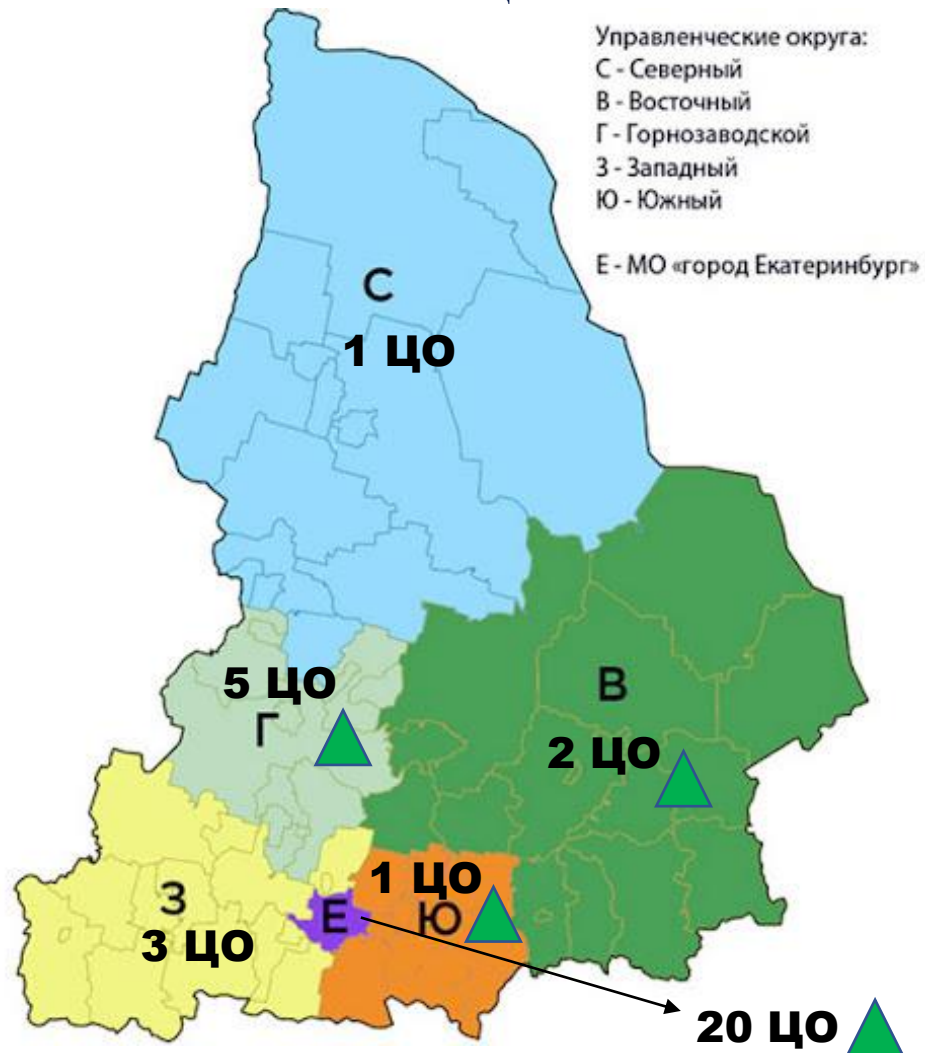 Управленческие округа:
С - Северный
В - Восточный
Г - Горнозаводской
З - Западный
Ю - Южный
Е - МО «город Екатеринбург»
С
1 ЦО
5 ЦО
Г
В
2 ЦО
З
3 ЦО
Е
1 ЦО
Ю
20 ЦО